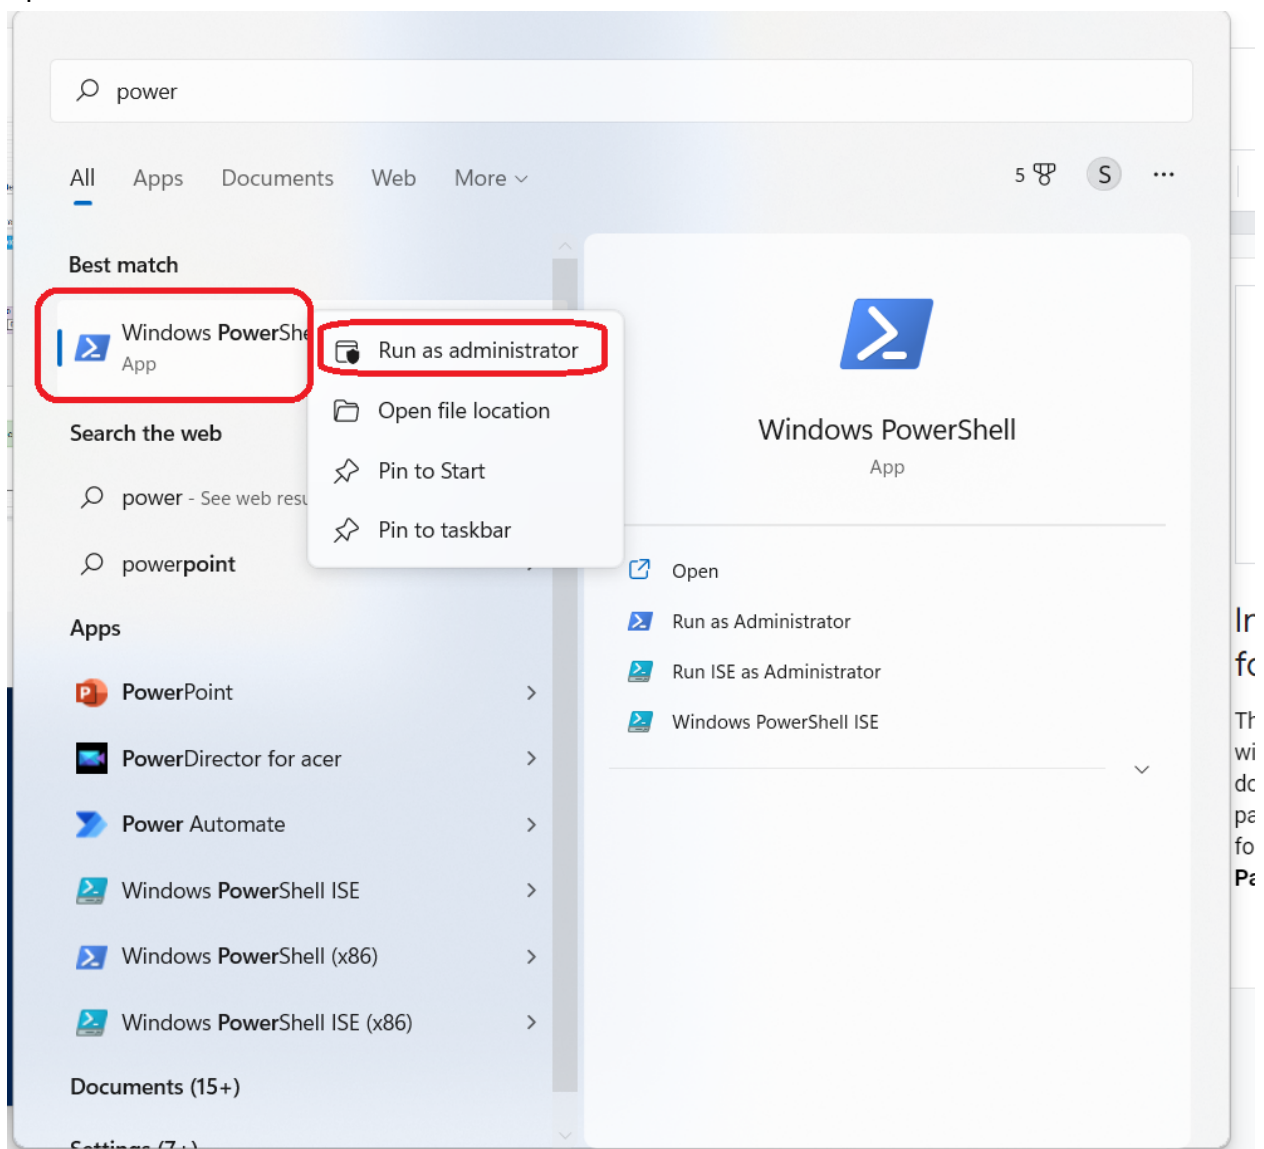 power
All Apps Documents Web More
5 S ...
Best match
Windows PowerShe
App
Run as administrator
Open file location
Pin to Start
Pin to taskbar
Search the web
power - See web resu
powerpoint
Apps
PowerPoint
PowerDirector for acer
Power Automate
Windows PowerShell ISE
Windows PowerShell (x86)
Windows PowerShell ISE (x86)
Documents (15+)
Windows PowerShell
App
Open
Run as Administrator
Run ISE as Administrator
Windows PowerShell ISE